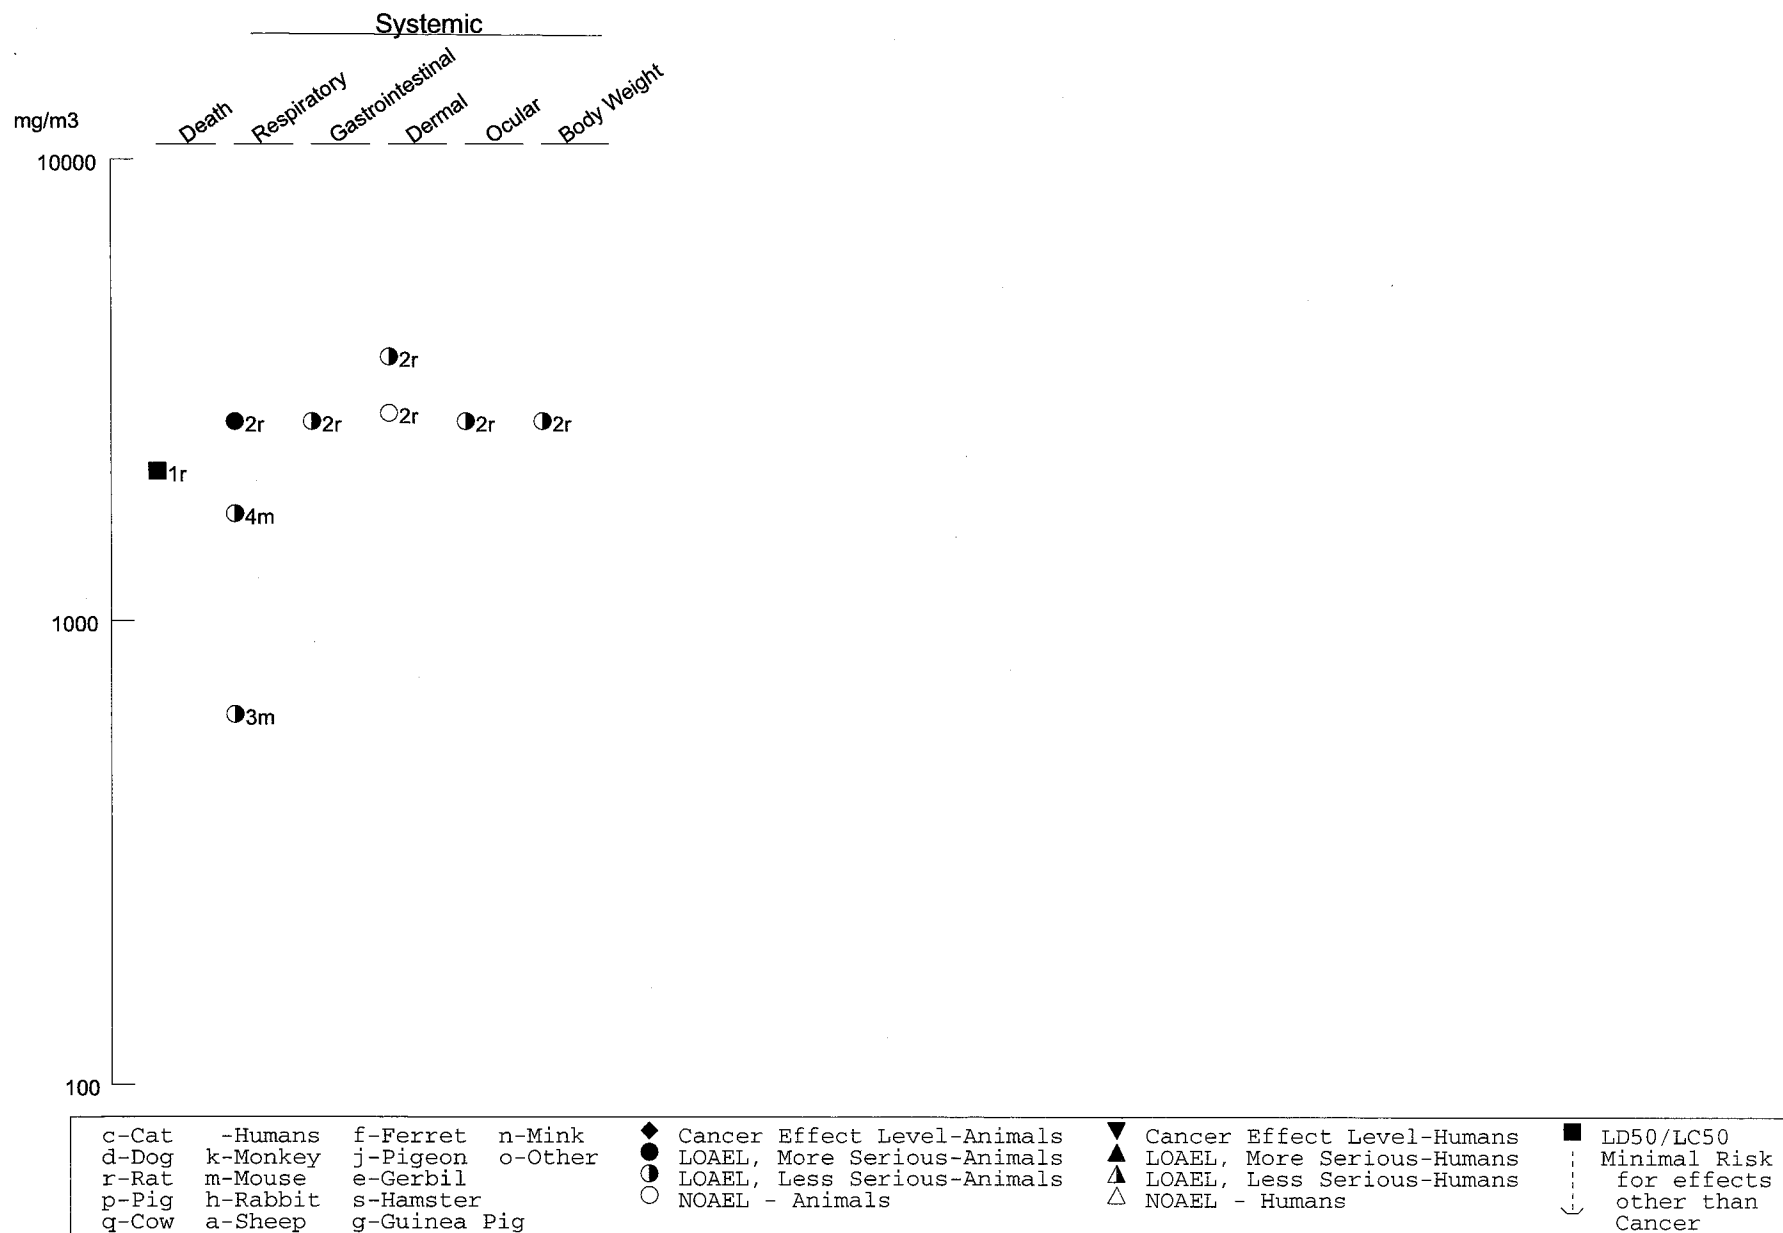 Systemic
mg/m3
Death Respiratory Gastrointestinal Dermal Ocular Body Weight
10000
2r
2r
2r 2r 2r 2r
1r
4m
1000
3m
100
c-Cat -Humans f-Ferret n-Mink Cancer Effect Level-Animals Cancer Effect Level-Humans LD50/LC50
d-Dog k-Monkey j-Pigeon o-Other LOAEL, More Serious-Animals LOAEL, More Serious-Humans Minimal Risk
r-Rat m-Mouse e-Gerbil LOAEL, Less Serious-Animals LOAEL, Less Serious-Humans for effects
p-Pig h-Rabbit s-Hamster NOAEL - Animals NOAEL - Humans other than
q-Cow a-Sheep g-Guinea Pig Cancer